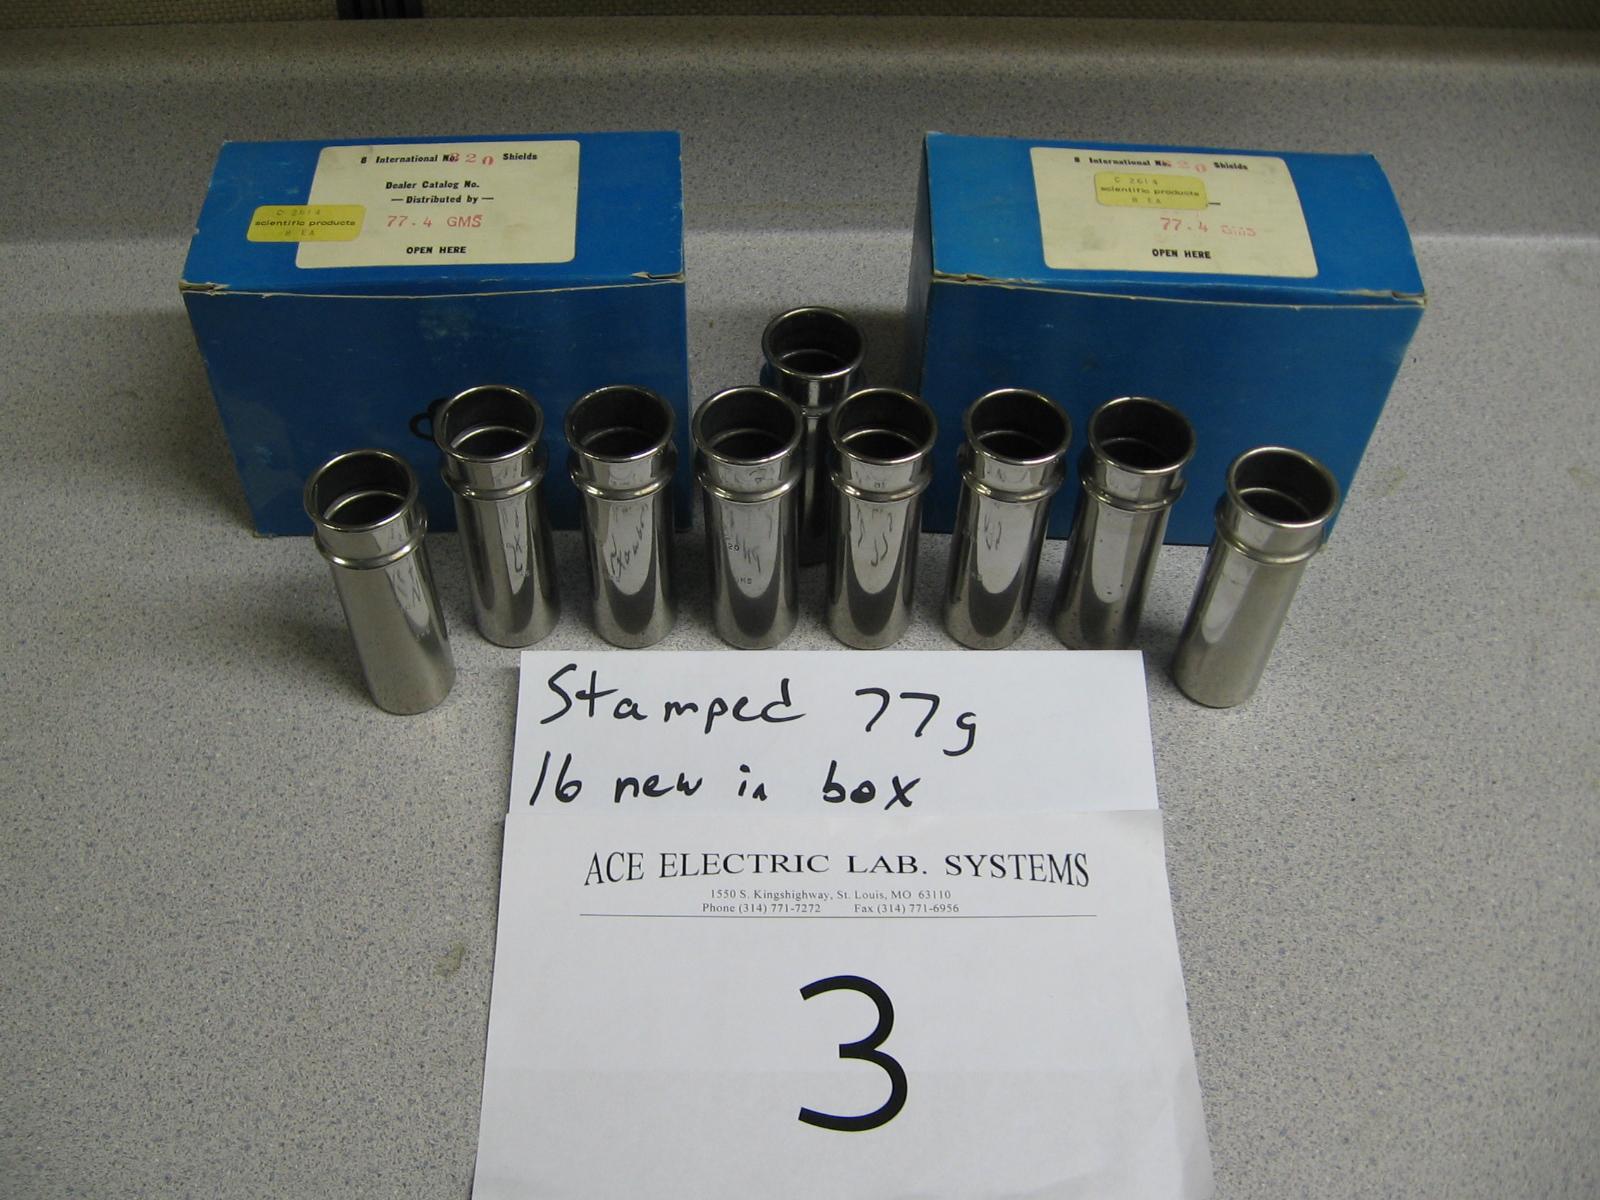 8 International No. 320 Shields
Dealer Catalog No.
— Distributed by —
77.4 GMS
OPEN HERE
C 2614
scientific products
8 EA
8 International No. 320 Shields
C 2614
scientific products
8 EA
77.4 GMS
OPEN HERE
20
GMS
Stamped 77g
16 new in box
ACE ELECTRIC LAB. SYSTEMS
1550 S. Kingshighway, St. Louis, MO 63110
Phone (314) 771-7272 Fax (314) 771-6956
3